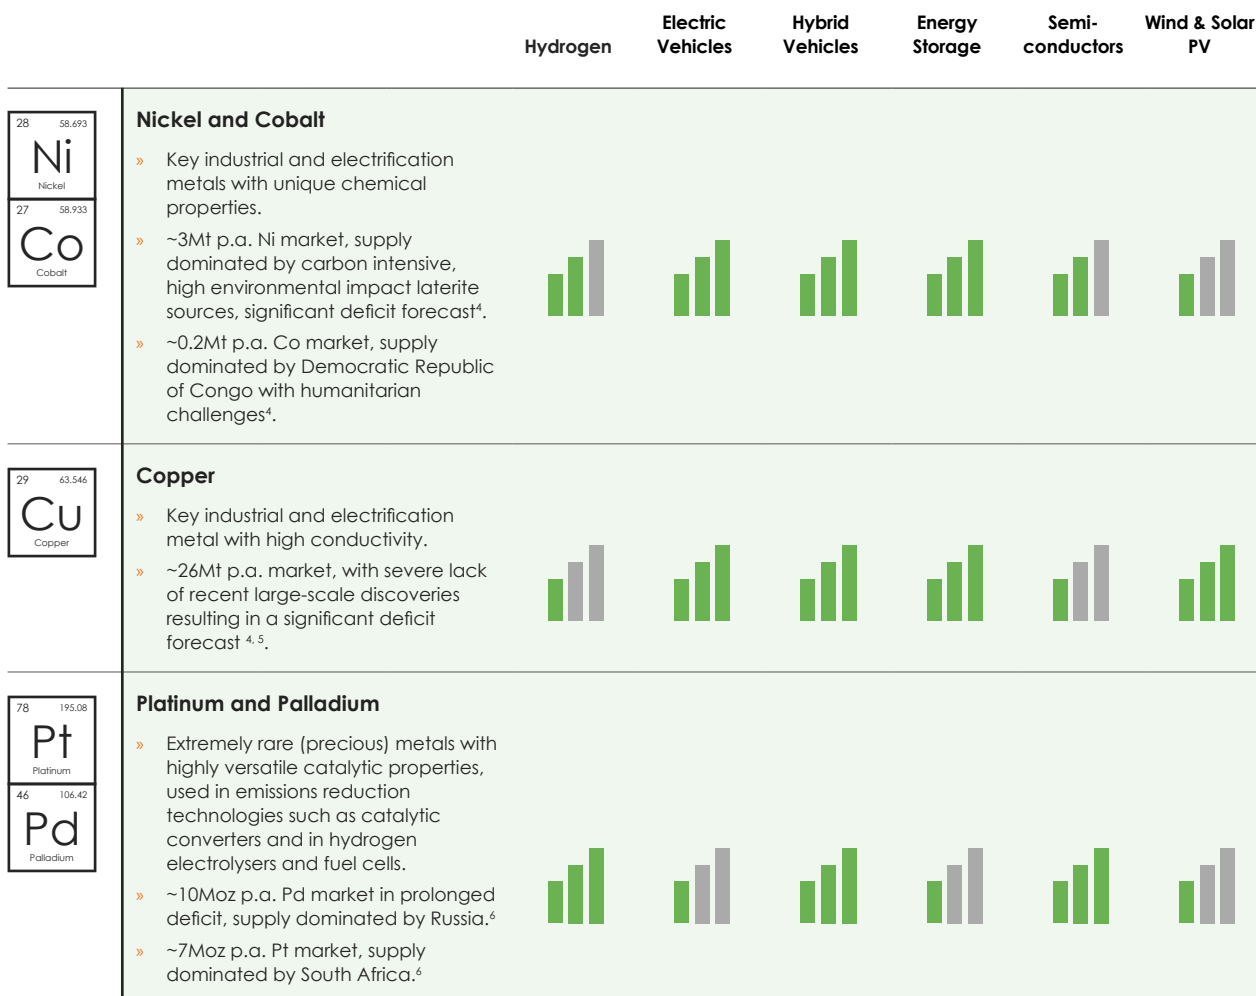 Hydrogen
Electric
Vehicles
Hybrid
Vehicles
Energy
Storage
Semi-
conductors
Wind & Solar
PV
28 58.693
Ni
Nickel
27 58.933
Co
Cobalt
Nickel and Cobalt
» Key industrial and electrification
metals with unique chemical
properties.
» ~3Mt p.a. Ni market, supply
dominated by carbon intensive,
high environmental impact laterite
sources, significant deficit forecast⁴.
» ~0.2Mt p.a. Co market, supply
dominated by Democratic Republic
of Congo with humanitarian
challenges⁴.
29 63.546
Cu
Copper
Copper
» Key industrial and electrification
metal with high conductivity.
» ~26Mt p.a. market, with severe lack
of recent large-scale discoveries
resulting in a significant deficit
forecast ⁴, ⁵.
78 195.08
Pt
Platinum
46 106.42
Pd
Palladium
Platinum and Palladium
» Extremely rare (precious) metals with
highly versatile catalytic properties,
used in emissions reduction
technologies such as catalytic
converters and in hydrogen
electrolysers and fuel cells.
» ~10Moz p.a. Pd market in prolonged
deficit, supply dominated by Russia.⁶
» ~7Moz p.a. Pt market, supply
dominated by South Africa.⁶